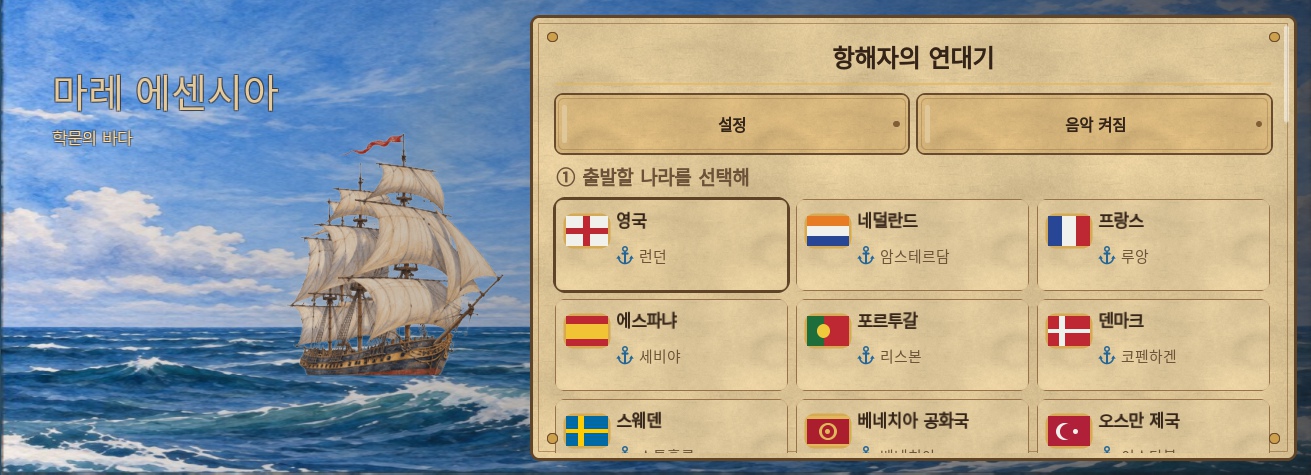 마레 에센시아
학문의 바다
항해자의 연대기
설정
음악 켜짐
① 출발할 나라를 선택해
영국
런던
네덜란드
암스테르담
프랑스
루앙
에스파냐
세비야
포르투갈
리스본
덴마크
코펜하겐
스웨덴
베네치아 공화국
오스만 제국